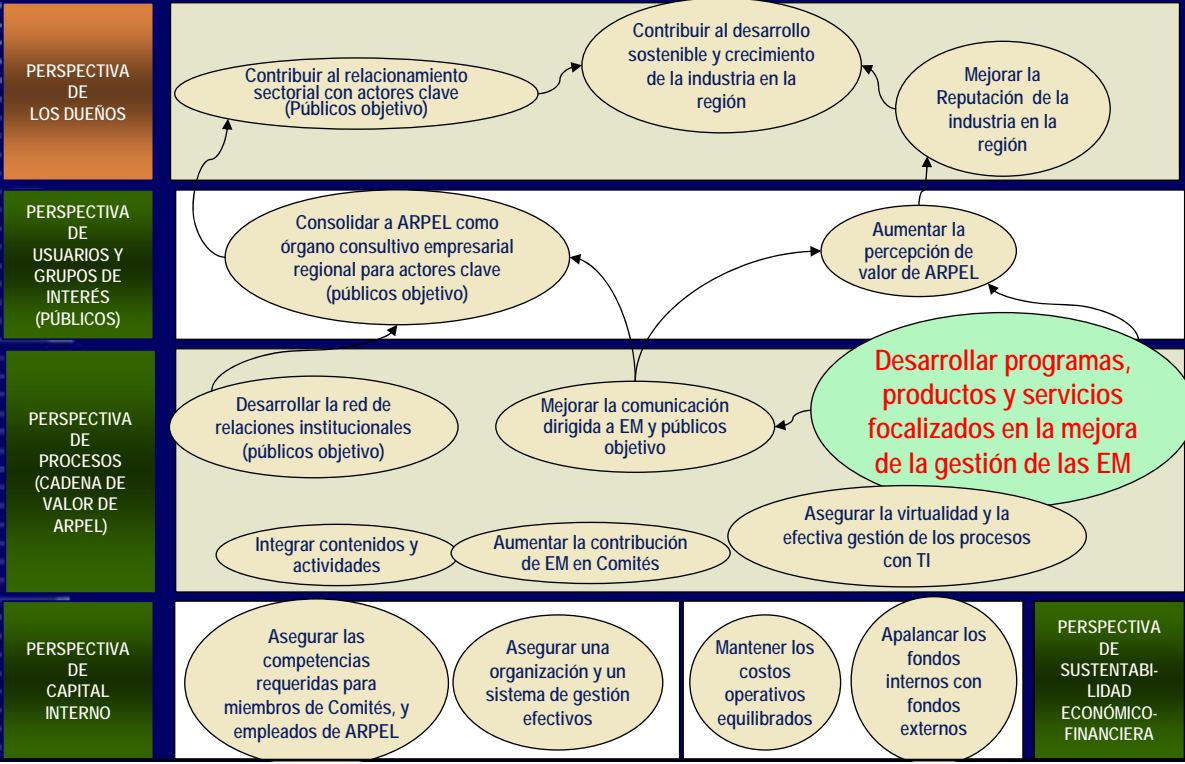 PERSPECTIVA
DE
LOS DUEÑOS
Contribuir al relacionamiento
sectorial con actores clave
(Públicos objetivo)
Contribuir al desarrollo
sostenible y crecimiento
de la industria en la
región
Mejorar la
Reputación de la
industria en la
región
PERSPECTIVA
DE
USUARIOS Y
GRUPOS DE
INTERÉS
(PÚBLICOS)
Consolidar a ARPEL como
órgano consultivo empresarial
regional para actores clave
(públicos objetivo)
Aumentar la
percepción de
valor de ARPEL
PERSPECTIVA
DE
PROCESOS
(CADENA DE
VALOR DE
ARPEL)
Desarrollar la red de
relaciones institucionales
(públicos objetivo)
Mejorar la comunicación
dirigida a EM y públicos
objetivo
Desarrollar programas,
productos y servicios
focalizados en la mejora
de la gestión de las EM
Integrar contenidos y
actividades
Aumentar la contribución
de EM en Comités
Asegurar la virtualidad y la
efectiva gestión de los procesos
con TI
PERSPECTIVA
DE
CAPITAL
INTERNO
Asegurar las
competencias
requeridas para
miembros de Comités, y
empleados de ARPEL
Asegurar una
organización y un
sistema de gestión
efectivos
Mantener los
costos
operativos
equilibrados
Apalancar los
fondos
internos con
fondos
externos
PERSPECTIVA
DE
SUSTENTABI-
LIDAD
ECONÓMICO-
FINANCIERA